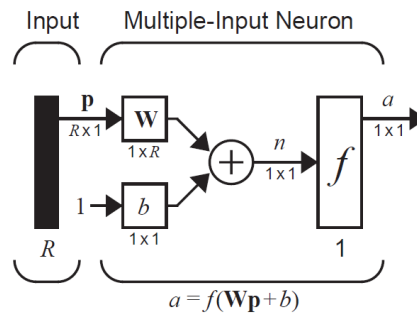 Input Multiple-Input Neuron
p W n a
R x 1 1 x R 1 x 1 1 x 1
+ f
1 b
1 x 1
R 1
a = f(Wp + b)